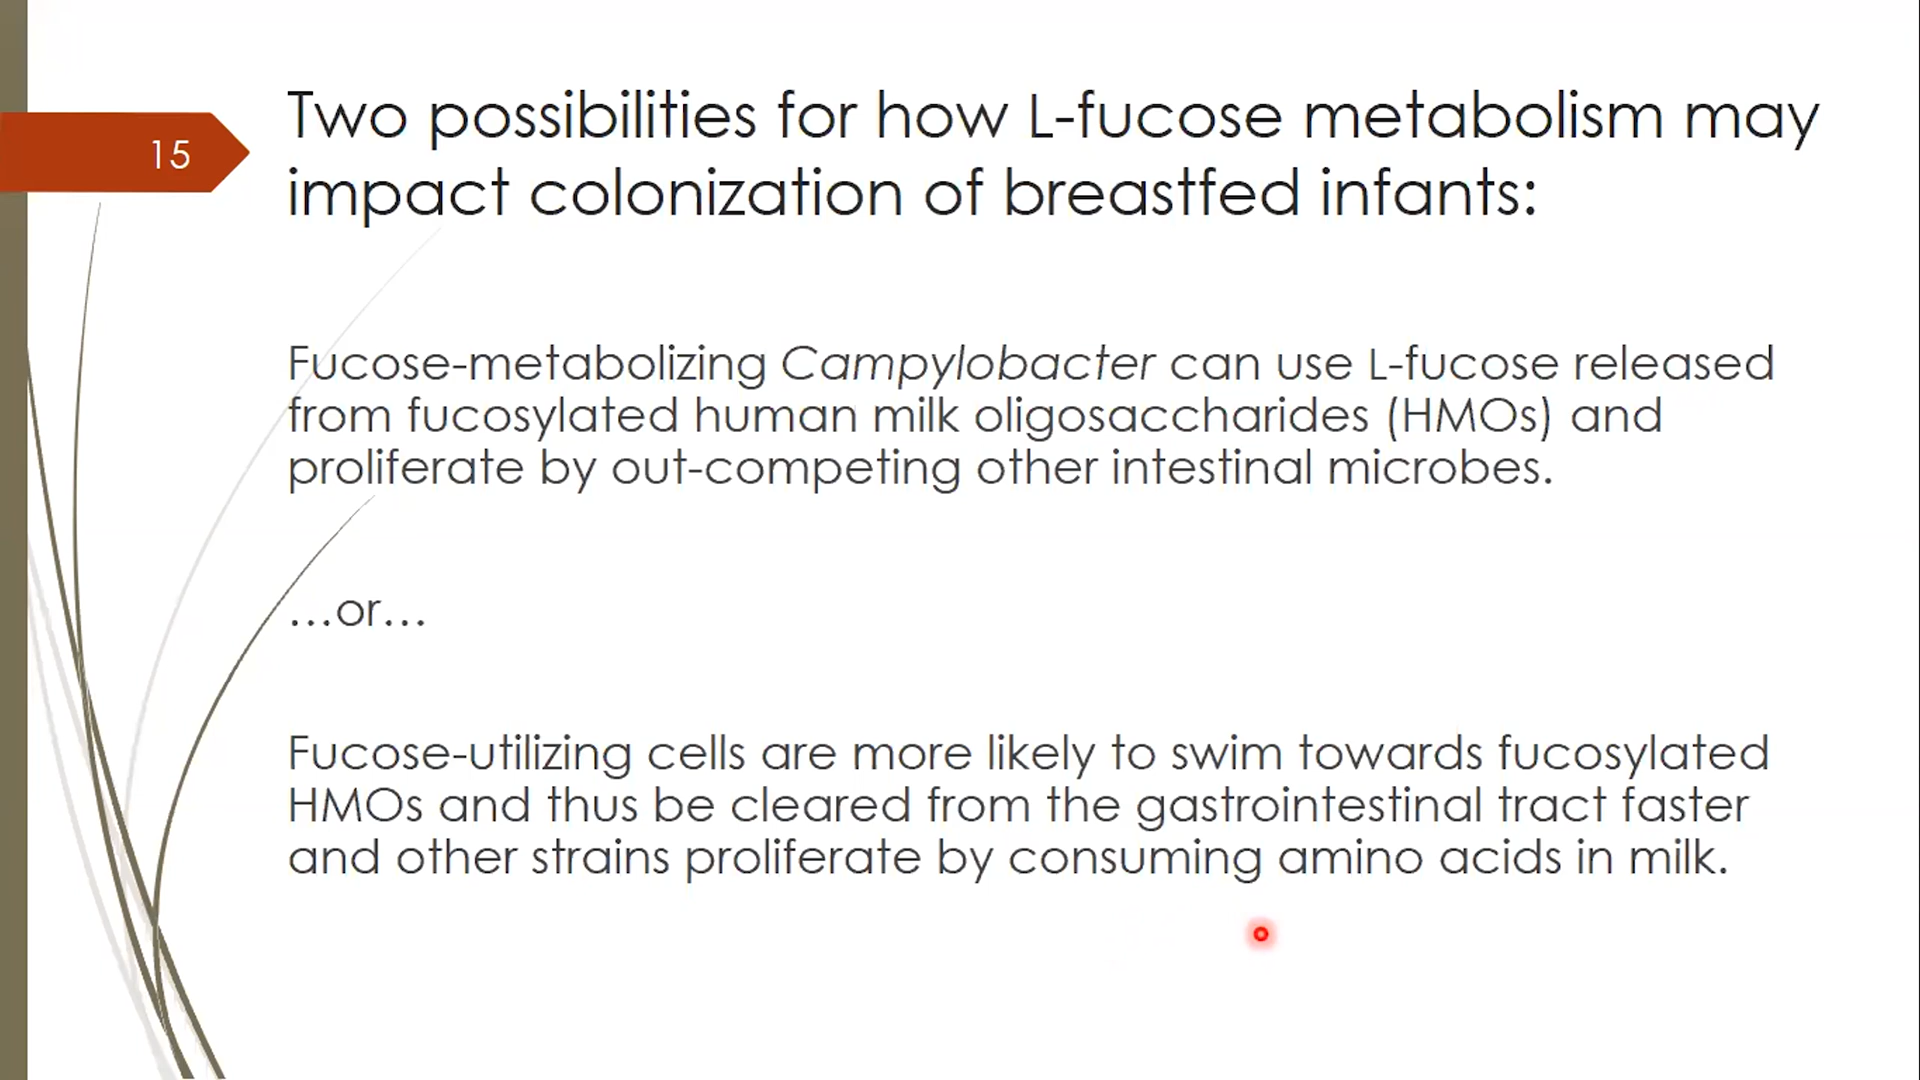 15
Two possibilities for how L-fucose metabolism may
impact colonization of breastfed infants:
Fucose-metabolizing Campylobacter can use L-fucose released
from fucosylated human milk oligosaccharides (HMOs) and
proliferate by out-competing other intestinal microbes.
…or…
Fucose-utilizing cells are more likely to swim towards fucosylated
HMOs and thus be cleared from the gastrointestinal tract faster
and other strains proliferate by consuming amino acids in milk.